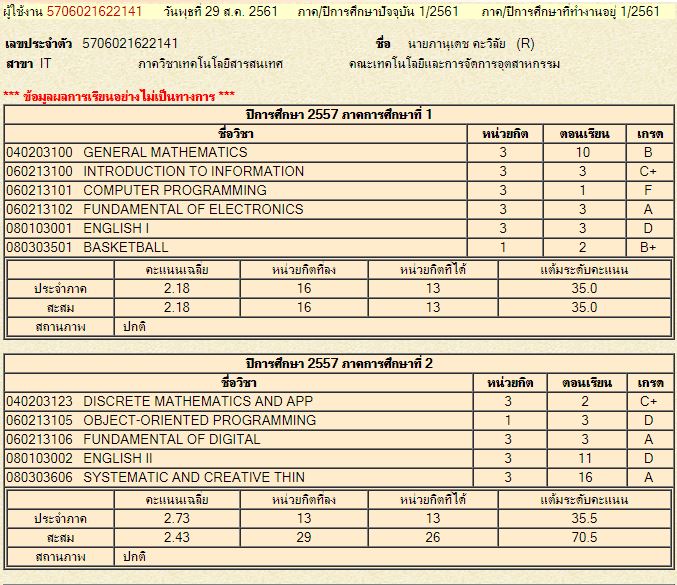 ผู้ใช้งาน 5706021622141 วันพุธที่ 29 ส.ค. 2561 ภาค/ปีการศึกษาปัจจุบัน 1/2561 ภาค/ปีการศึกษาที่ทำงานอยู่ 1/2561
เลขประจำตัว 5706021622141 ชื่อ นายภานุเดช คะวิลัย (R)
สาขา IT ภาควิชาเทคโนโลยีสารสนเทศ คณะเทคโนโลยีและการจัดการอุตสาหกรรม
*** ข้อมูลผลการเรียนอย่างไม่เป็นทางการ ***
ปีการศึกษา 2557 ภาคการศึกษาที่ 1
ชื่อวิชา หน่วยกิต ตอนเรียน เกรด
040203100 GENERAL MATHEMATICS 3 10 B
060213100 INTRODUCTION TO INFORMATION 3 3 C+
060213101 COMPUTER PROGRAMMING 3 1 F
060213102 FUNDAMENTAL OF ELECTRONICS 3 3 A
080103001 ENGLISH I 3 3 D
080303501 BASKETBALL 1 2 B+
คะแนนเฉลี่ย หน่วยกิตที่ลง หน่วยกิตที่ได้ แต้มระดับคะแนน
ประจำภาค 2.18 16 13 35.0
สะสม 2.18 16 13 35.0
สถานภาพ ปกติ
ปีการศึกษา 2557 ภาคการศึกษาที่ 2
ชื่อวิชา หน่วยกิต ตอนเรียน เกรด
040203123 DISCRETE MATHEMATICS AND APP 3 2 C+
060213105 OBJECT-ORIENTED PROGRAMMING 1 3 D
060213106 FUNDAMENTAL OF DIGITAL 3 3 A
080103002 ENGLISH II 3 11 D
080303606 SYSTEMATIC AND CREATIVE THIN 3 16 A
คะแนนเฉลี่ย หน่วยกิตที่ลง หน่วยกิตที่ได้ แต้มระดับคะแนน
ประจำภาค 2.73 13 13 35.5
สะสม 2.43 29 26 70.5
สถานภาพ ปกติ